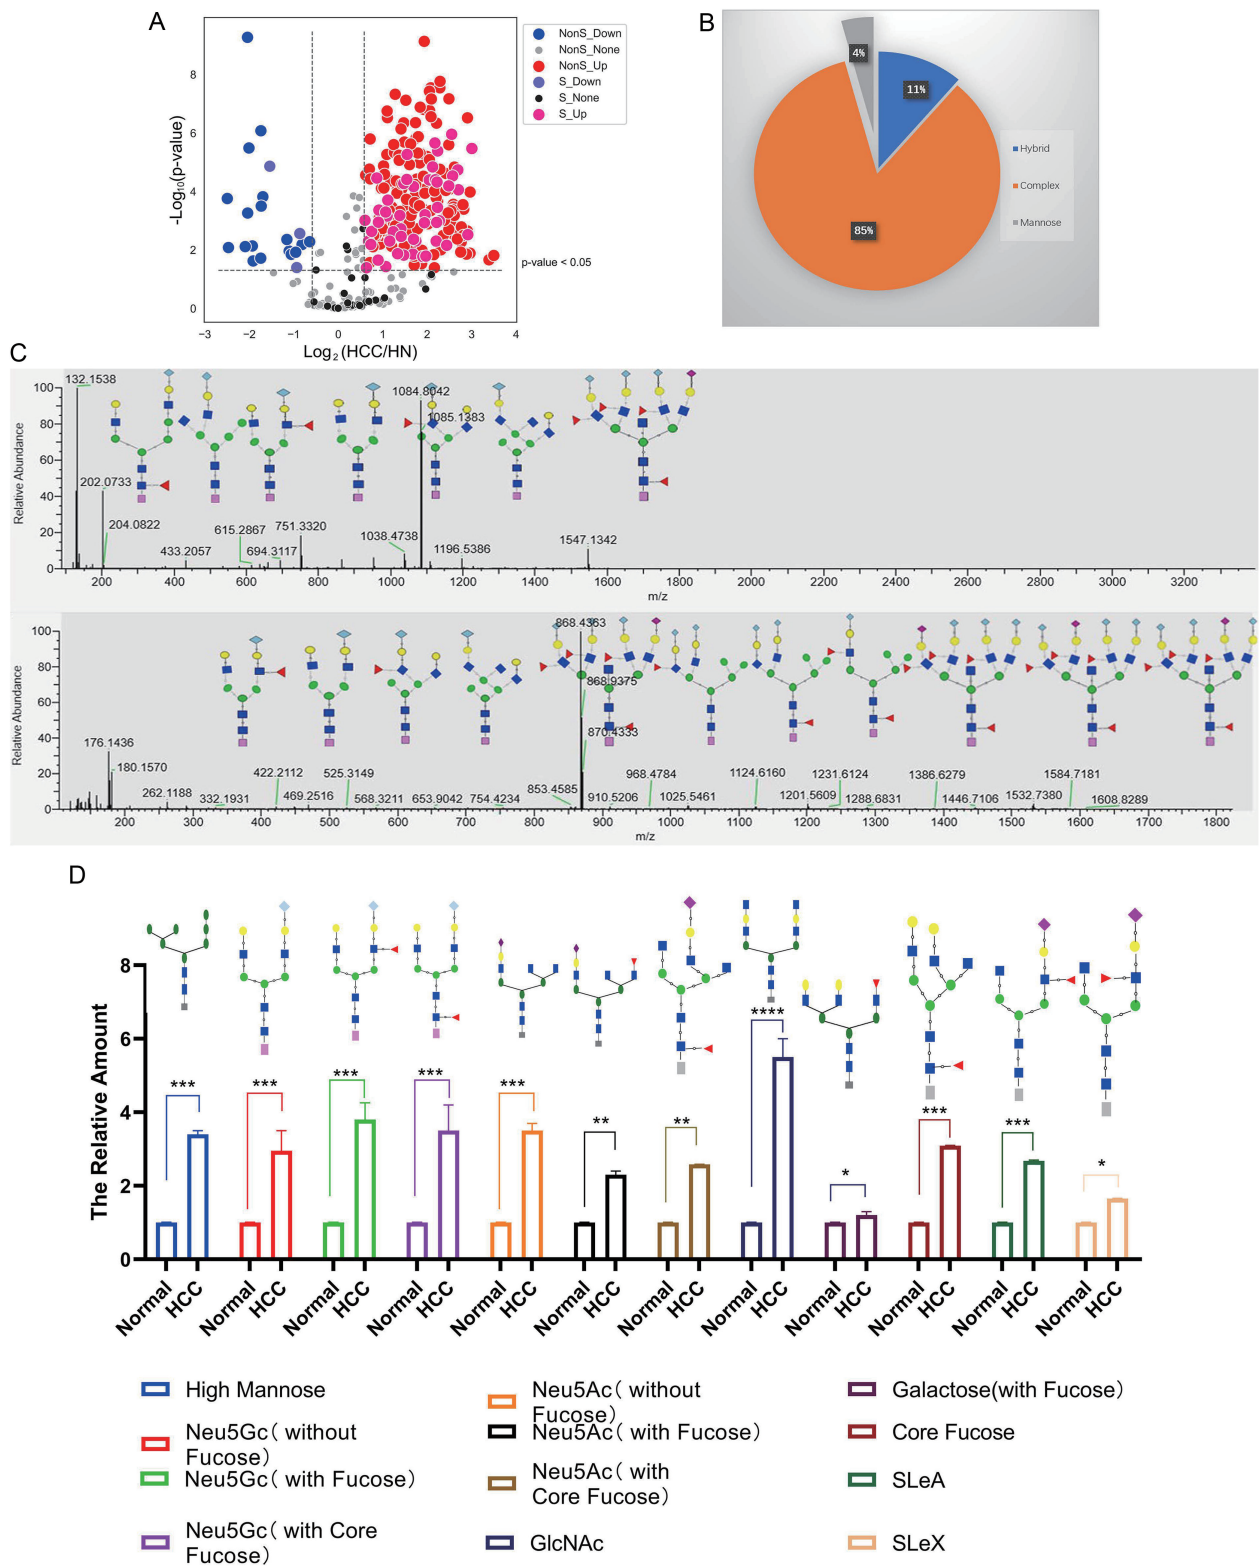 A
B
NonS_Down
NonS_None
NonS_Up
S_Down
S_None
S_Up
-Log₁₀(p-value)
8
6
4
2
0
p-value < 0.05
−3
−2
−1
0
1
2
3
4
Log₂(HCC/HN)
4%
11%
85%
Hybrid
Complex
Mannose
C
Relative Abundance
100
80
60
40
20
0
132.1538
202.0733
204.0822
433.2057
615.2867
694.3117
751.3320
1038.4738
1084.8042
1085.1383
1196.5386
1547.1342
200
400
600
800
1000
1200
1400
1600
1800
2000
2200
2400
2600
2800
3000
3200
m/z
Relative Abundance
100
80
60
40
20
0
176.1436
180.1570
262.1188
332.1931
422.2112
469.2516
525.3149
568.3211
653.9042
754.4234
853.4585
868.4363
868.9375
870.4333
910.5206
968.4784
1025.5461
1124.6160
1201.5609
1231.6124
1288.6831
1386.6279
1446.7106
1532.7380
1584.7181
1608.8289
200
300
400
500
600
700
800
900
1000
1100
1200
1300
1400
1500
1600
1700
1800
m/z
D
The Relative Amount
8
6
4
2
0
***
***
***
***
***
**
**
****
*
***
***
*
Normal
HCC
Normal
HCC
Normal
HCC
Normal
HCC
Normal
HCC
Normal
HCC
Normal
HCC
Normal
HCC
Normal
HCC
Normal
HCC
Normal
HCC
Normal
HCC
High Mannose
Neu5Gc( without
Fucose)
Neu5Gc( with Fucose)
Neu5Gc( with Core
Fucose)
Neu5Ac( without
Fucose)
Neu5Ac( with Fucose)
Neu5Ac( with
Core Fucose)
GlcNAc
Galactose(with Fucose)
Core Fucose
SLeA
SLeX